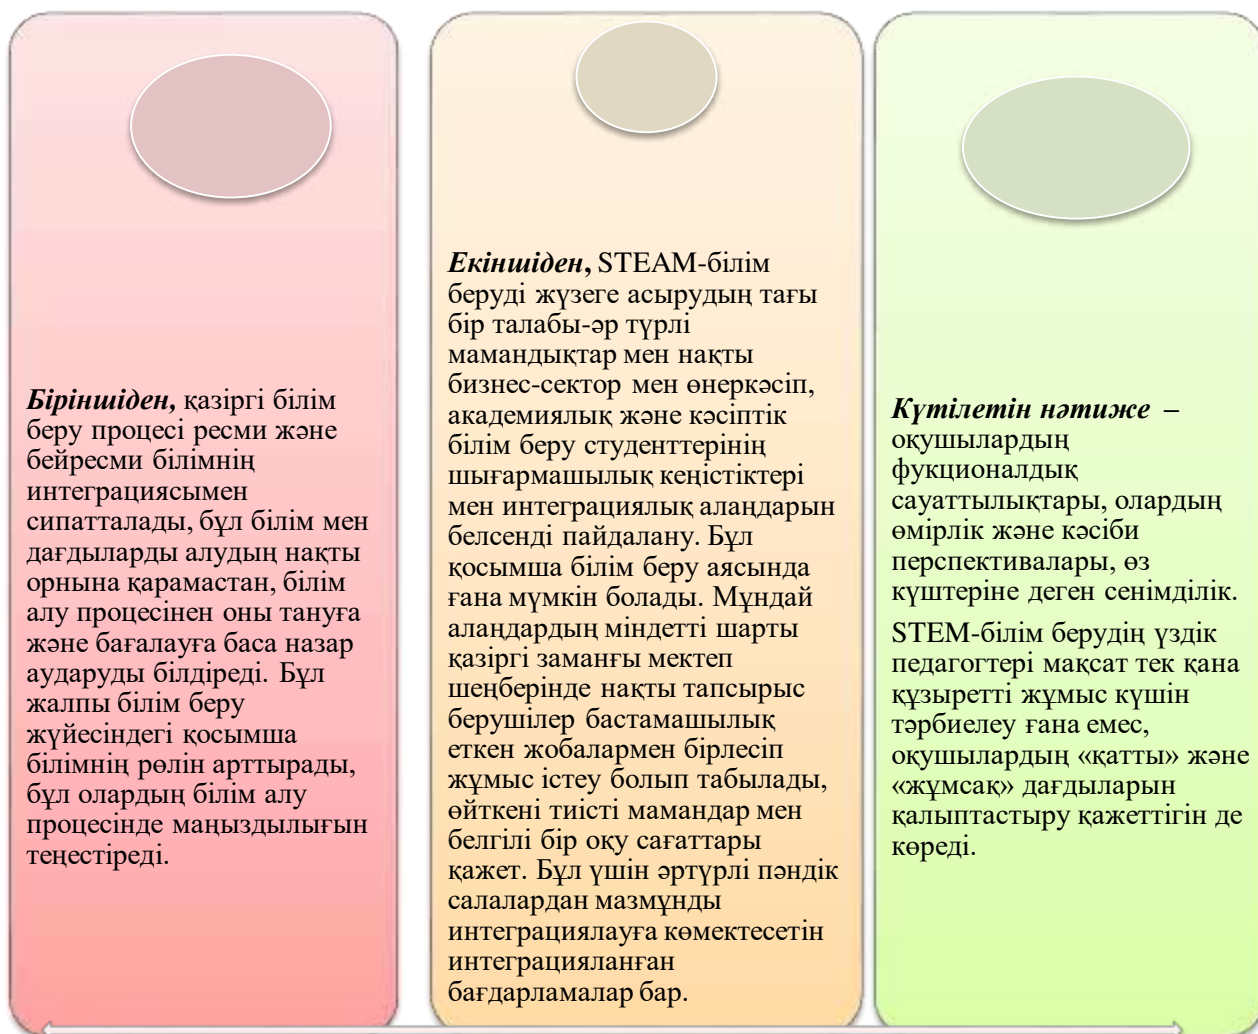 Біріншіден, қазіргі білім
беру процесі ресми және
бейресми білімнің
интеграциясымен
сипатталады, бұл білім мен
дағдыларды алудың нақты
орнына қарамастан, білім
алу процесінен оны тануға
және бағалауға баса назар
аударуды білдіреді. Бұл
жалпы білім беру
жүйесіндегі қосымша
білімнің рөлін арттырады,
бұл олардың білім алу
процесінде маңыздылығын
теңестіреді.
Екіншіден, STEAM-білім
беруді жүзеге асырудың тағы
бір талабы-әр түрлі
мамандықтар мен нақты
бизнес-сектор мен өнеркәсіп,
академиялық және кәсіптік
білім беру студенттерінің
шығармашылық кеңістіктері
мен интеграциялық алаңдарын
белсенді пайдалану. Бұл
қосымша білім беру аясында
ғана мүмкін болады. Мұндай
алаңдардың міндетті шарты
қазіргі заманғы мектеп
шеңберінде нақты тапсырыс
берушілер бастамашылық
еткен жобалармен бірлесіп
жұмыс істеу болып табылады,
өйткені тиісті мамандар мен
белгілі бір оқу сағаттары
қажет. Бұл үшін әртүрлі пәндік
салалардан мазмұнды
интеграциялауға көмектесетін
интеграцияланған
бағдарламалар бар.
Күтілетін нәтиже –
оқушылардың
фукционалдық
сауаттылықтары, олардың
өмірлік және кәсіби
перспективалары, өз
күштеріне деген сенімділік.
STEM-білім берудің үздік
педагогтері мақсат тек қана
құзыретті жұмыс күшін
тәрбиелеу ғана емес,
оқушылардың «қатты» және
«жұмсақ» дағдыларын
қалыптастыру қажеттігін де
көреді.